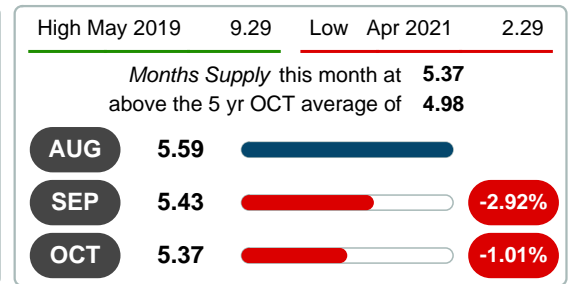 High May 2019 9.29 Low Apr 2021 2.29
Months Supply this month at 5.37
above the 5 yr OCT average of 4.98
AUG 5.59
SEP 5.43 -2.92%
OCT 5.37 -1.01%